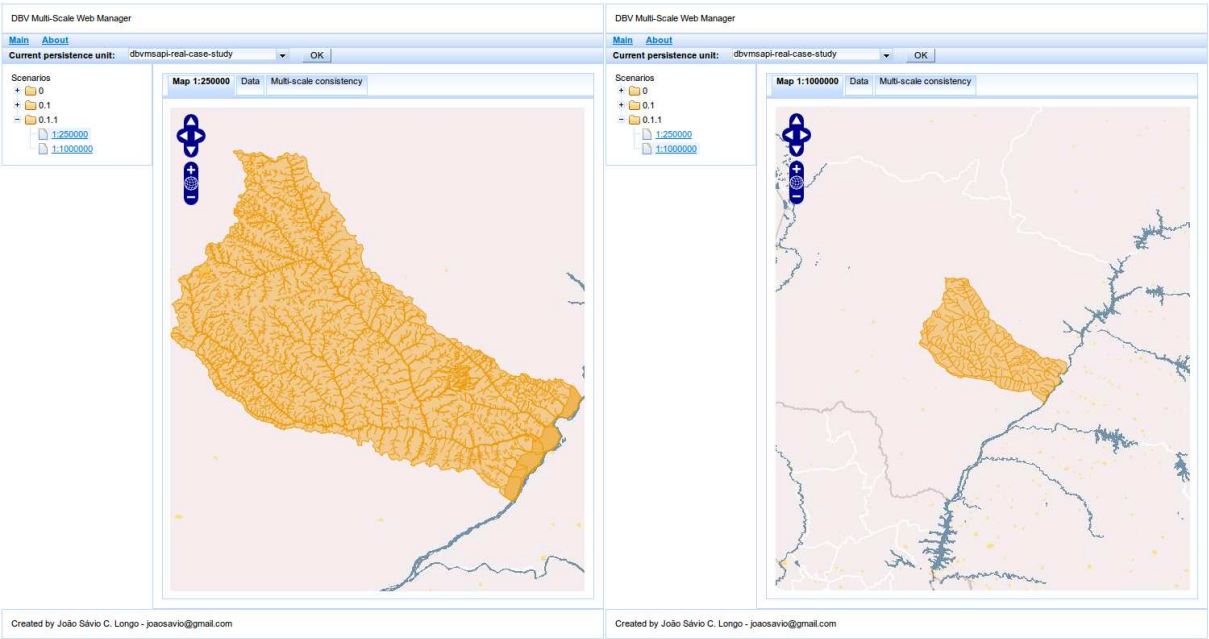 DBV Multi-Scale Web Manager
Main About
Current persistence unit: dbvmsapi-real-case-study OK
Scenarios
0
0.1
0.1.1
1:250000
1:1000000
Map 1:250000 Data Multi-scale consistency
Created by João Sávio C. Longo - joaosavio@gmail.com
DBV Multi-Scale Web Manager
Main About
Current persistence unit: dbvmsapi-real-case-study OK
Scenarios
0
0.1
0.1.1
1:250000
1:1000000
Map 1:1000000 Data Multi-scale consistency
Created by João Sávio C. Longo - joaosavio@gmail.com